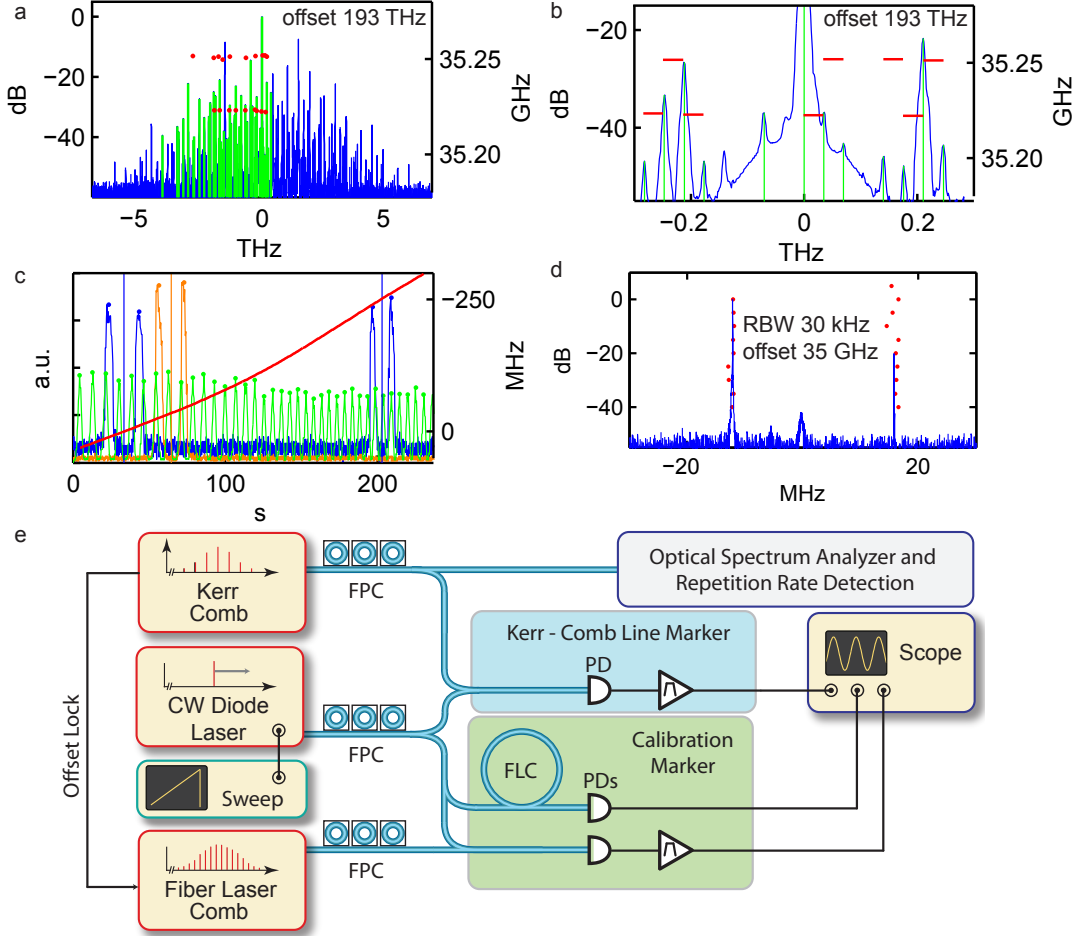 a
offset 193 THz
0
−20
−40
dB
35.25
35.20
GHz
−5
0
5
THz
b
offset 193 THz
−20
−40
dB
35.25
35.20
GHz
−0.2
0
0.2
THz
c
a.u.
−250
0
MHz
0
100
200
s
d
0
−20
−40
dB
RBW 30 kHz
offset 35 GHz
−20
20
MHz
e
Kerr
Comb
FPC
Optical Spectrum Analyzer and
Repetition Rate Detection
Offset Lock
CW Diode
Laser
FPC
Sweep
Kerr - Comb Line Marker
PD
Scope
Calibration
Marker
FLC
PDs
Fiber Laser
Comb
FPC